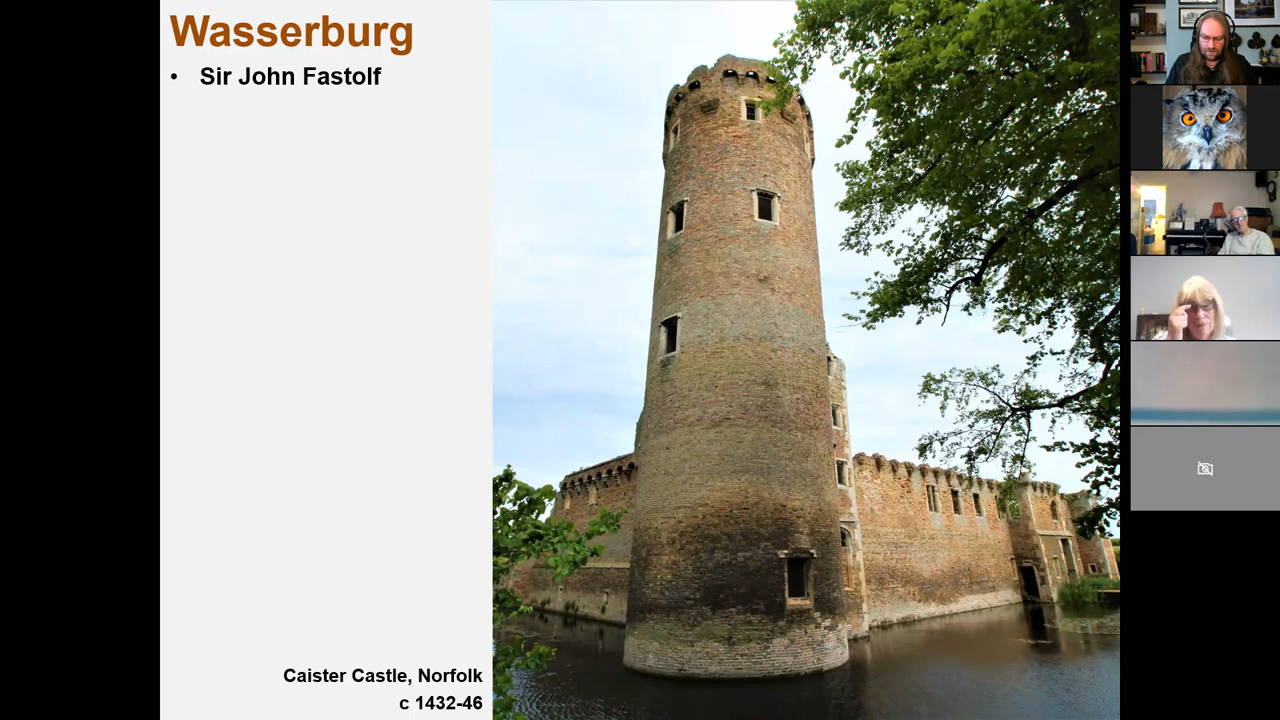 Wasserburg
• Sir John Fastolf
Caister Castle, Norfolk
c 1432-46